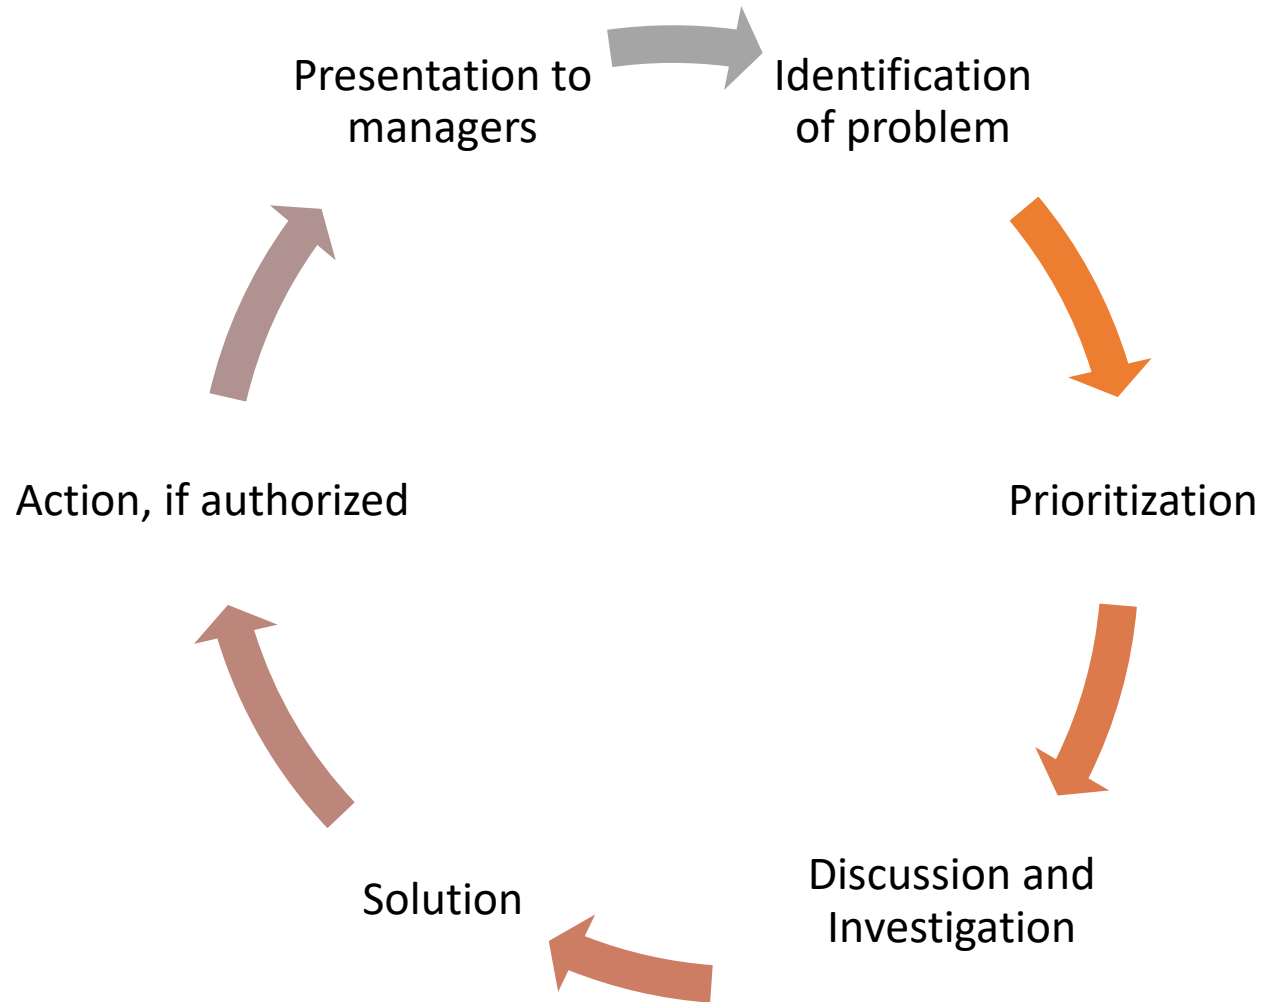 Presentation to
managers
Identification
of problem
Prioritization
Discussion and
Investigation
Solution
Action, if authorized